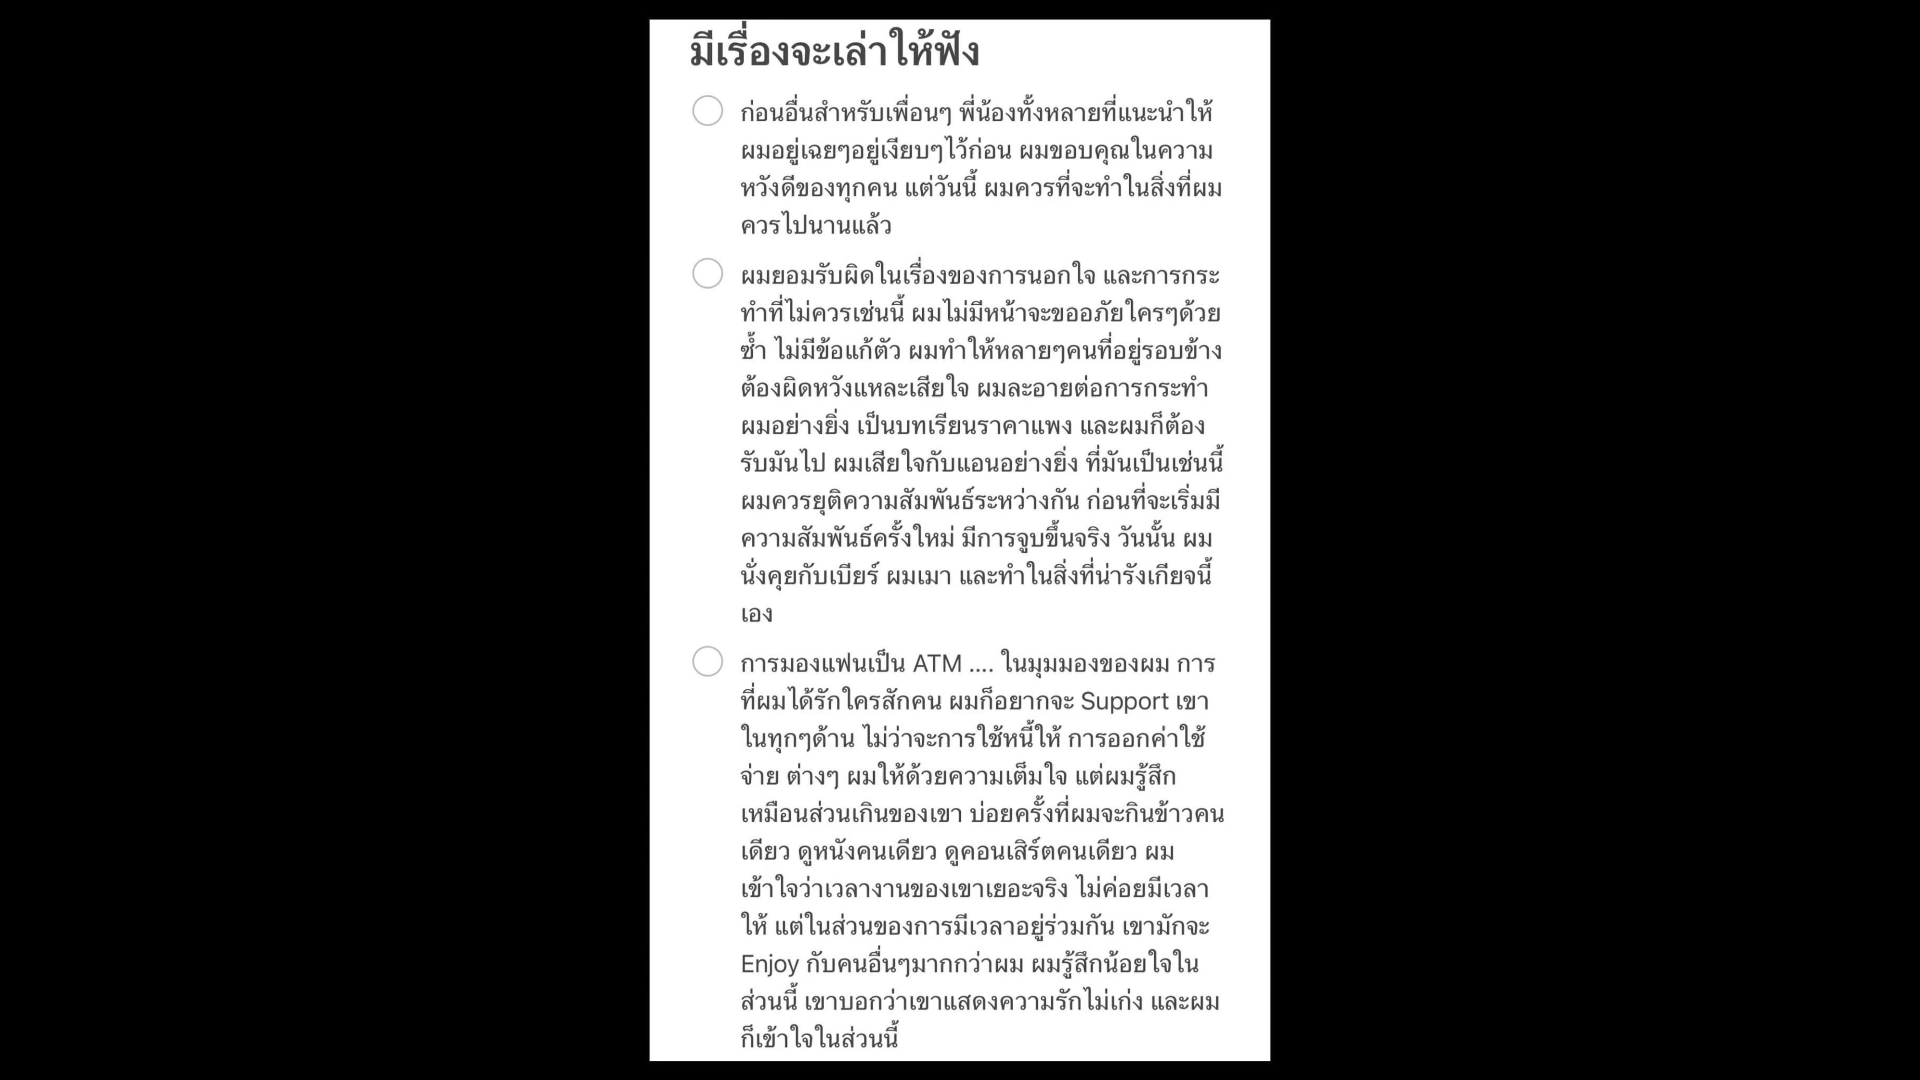 มีเรื่องจะเล่าให้ฟัง
ก่อนอื่นสำหรับเพื่อนๆ พี่น้องทั้งหลายที่แนะนำให้
ผมอยู่เฉยๆอยู่เงียบๆไว้ก่อน ผมขอบคุณในความ
หวังดีของทุกคน แต่วันนี้ ผมควรที่จะทำในสิ่งที่ผม
ควรไปนานแล้ว
ผมยอมรับผิดในเรื่องของการนอกใจ และการกระ
ทำที่ไม่ควรเช่นนี้ ผมไม่มีหน้าจะขออภัยใครๆด้วย
ซ้ำ ไม่มีข้อแก้ตัว ผมทำให้หลายๆคนที่อยู่รอบข้าง
ต้องผิดหวังแหละเสียใจ ผมละอายต่อการกระทำ
ผมอย่างยิ่ง เป็นบทเรียนราคาแพง และผมก็ต้อง
รับมันไป ผมเสียใจกับแอนอย่างยิ่ง ที่มันเป็นเช่นนี้
ผมควรยุติความสัมพันธ์ระหว่างกัน ก่อนที่จะเริ่มมี
ความสัมพันธ์ครั้งใหม่ มีการจูบขึ้นจริง วันนั้น ผม
นั่งคุยกับเบียร์ ผมเมา และทำในสิ่งที่น่ารังเกียจนี้
เอง
การมองแฟนเป็น ATM .... ในมุมมองของผม การ
ที่ผมได้รักใครสักคน ผมก็อยากจะ Support เขา
ในทุกๆด้าน ไม่ว่าจะการใช้หนี้ให้ การออกค่าใช้
จ่าย ต่างๆ ผมให้ด้วยความเต็มใจ แต่ผมรู้สึก
เหมือนส่วนเกินของเขา บ่อยครั้งที่ผมจะกินข้าวคน
เดียว ดูหนังคนเดียว ดูคอนเสิร์ตคนเดียว ผม
เข้าใจว่าเวลางานของเขาเยอะจริง ไม่ค่อยมีเวลา
ให้ แต่ในส่วนของการมีเวลาอยู่ร่วมกัน เขามักจะ
Enjoy กับคนอื่นๆมากกว่าผม ผมรู้สึกน้อยใจใน
ส่วนนี้ เขาบอกว่าเขาแสดงความรักไม่เก่ง และผม
ก็เข้าใจในส่วนนี้